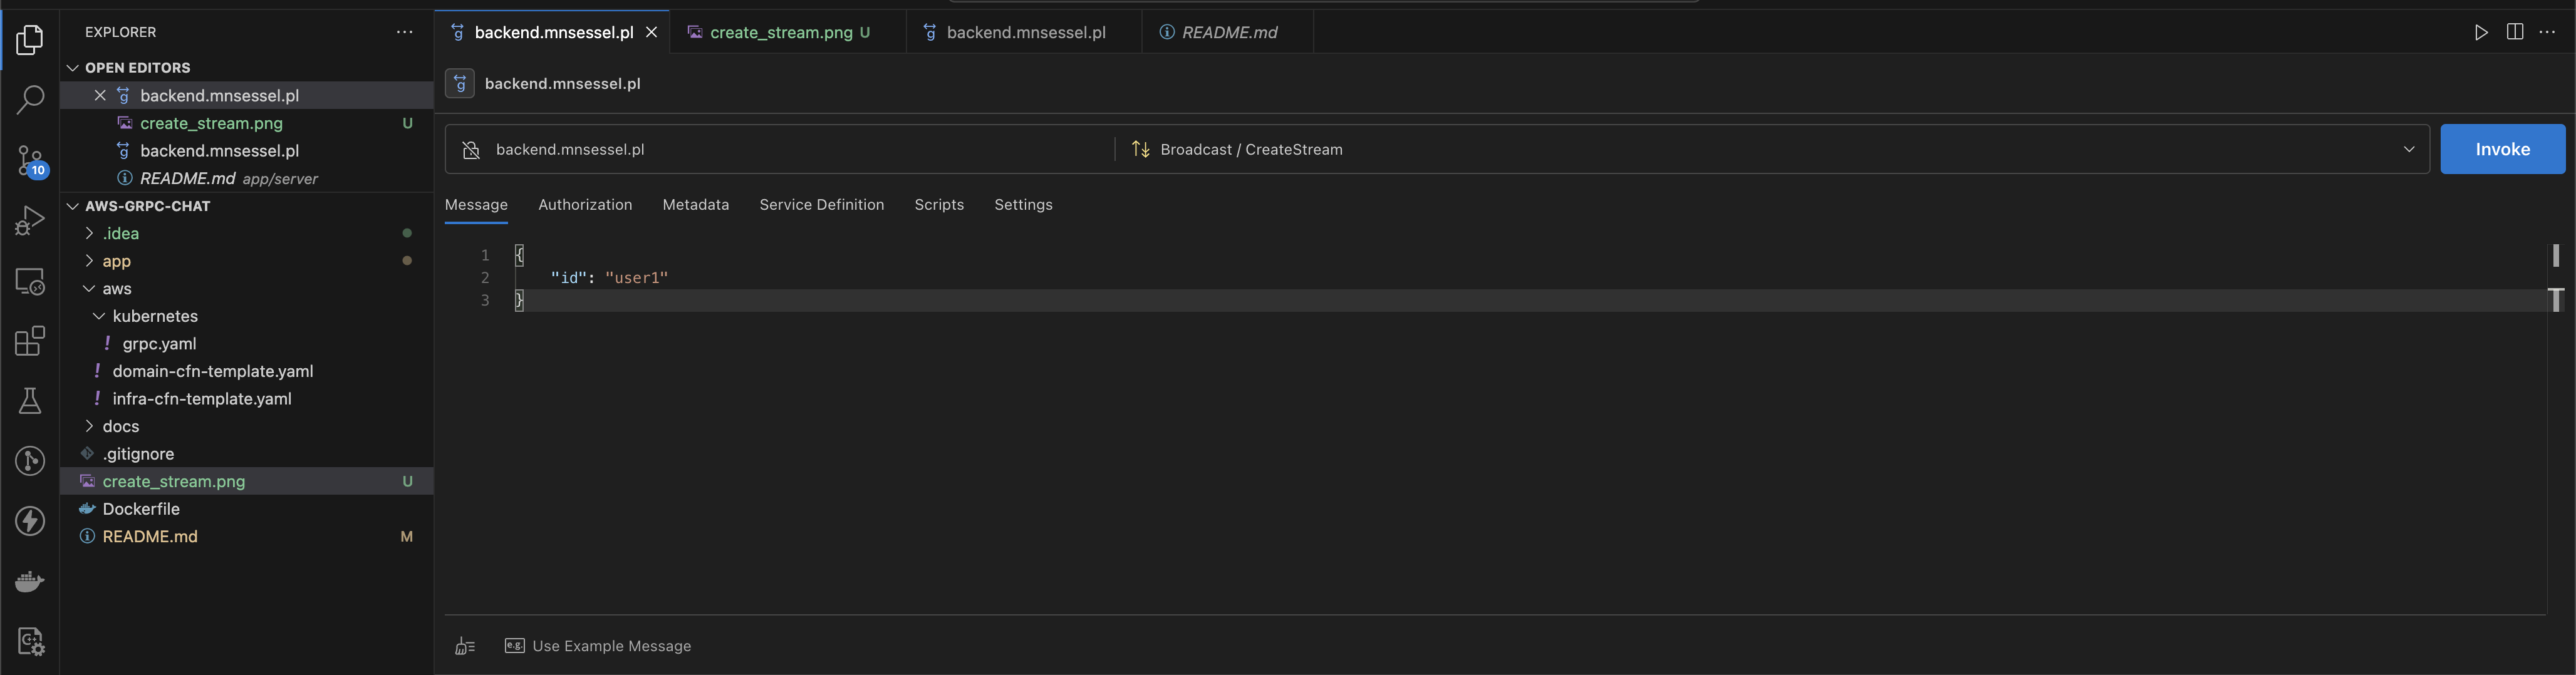 EXPLORER
OPEN EDITORS
backend.mnsessel.pl
create_stream.png U
backend.mnsessel.pl
README.md app/server
AWS-GRPC-CHAT
.idea
app
aws
kubernetes
! grpc.yaml
! domain-cfn-template.yaml
! infra-cfn-template.yaml
docs
.gitignore
create_stream.png U
Dockerfile
README.md M
10
backend.mnsessel.pl create_stream.png U backend.mnsessel.pl README.md
backend.mnsessel.pl
backend.mnsessel.pl Broadcast / CreateStream Invoke
Message Authorization Metadata Service Definition Scripts Settings
1 {
2 "id": "user1"
3 }
e.g. Use Example Message